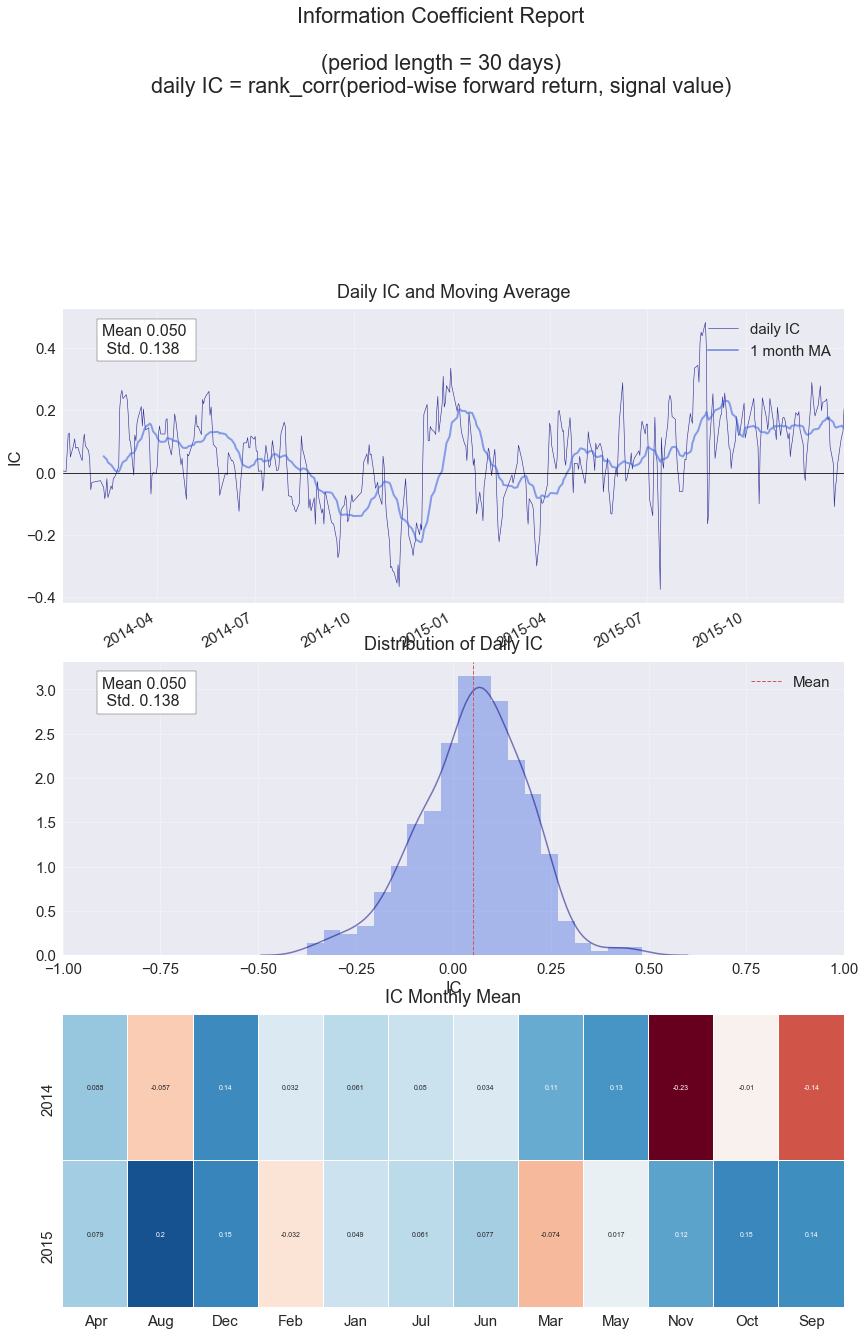 Information Coefficient Report
(period length = 30 days)
daily IC = rank_corr(period-wise forward return, signal value)
Daily IC and Moving Average
Mean 0.050
Std. 0.138
daily IC
1 month MA
IC
0.4
0.2
0.0
−0.2
−0.4
2014-04
2014-07
2014-10
2015-01
2015-04
2015-07
2015-10
Distribution of Daily IC
Mean 0.050
Std. 0.138
Mean
3.0
2.5
2.0
1.5
1.0
0.5
0.0
−1.00
−0.75
−0.50
−0.25
0.00
0.25
0.50
0.75
1.00
IC
IC Monthly Mean
2014
0.088
-0.057
0.14
0.032
0.061
0.05
0.034
0.11
0.13
-0.23
-0.01
-0.14
2015
0.079
0.2
0.15
-0.032
0.049
0.061
0.077
-0.074
0.017
0.12
0.15
0.14
Apr
Aug
Dec
Feb
Jan
Jul
Jun
Mar
May
Nov
Oct
Sep